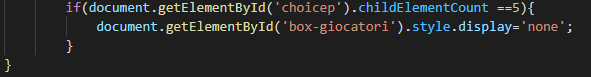 if(document.getElementById('choicep').childElementCount ==5){
document.getElementById('box-giocatori').style.display='none';
}
}